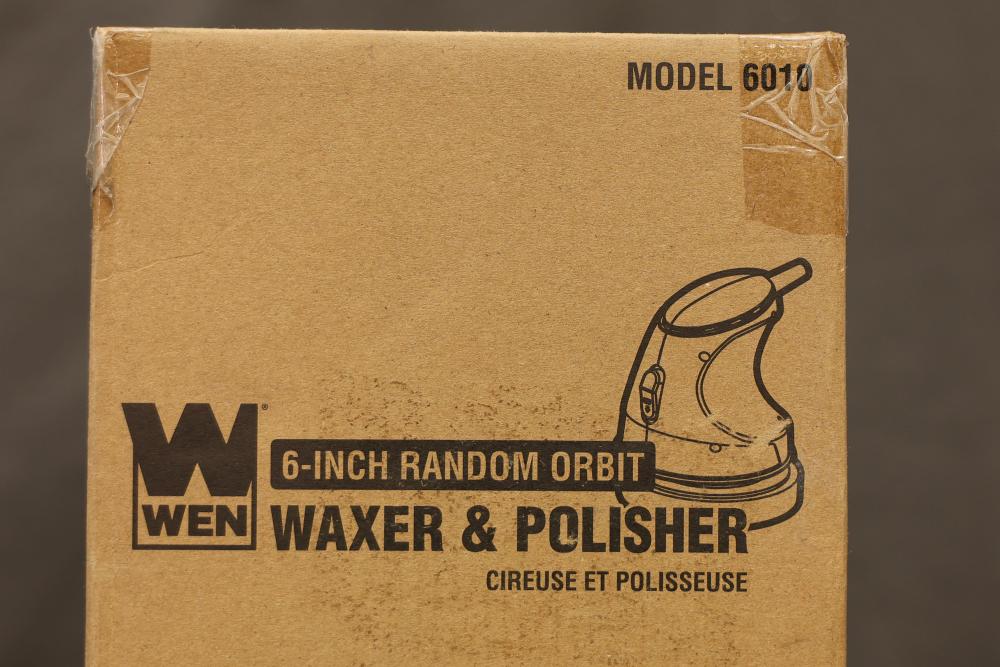 MODEL 6010
W®
WEN
6-INCH RANDOM ORBIT
WAXER & POLISHER
CIREUSE ET POLISSEUSE